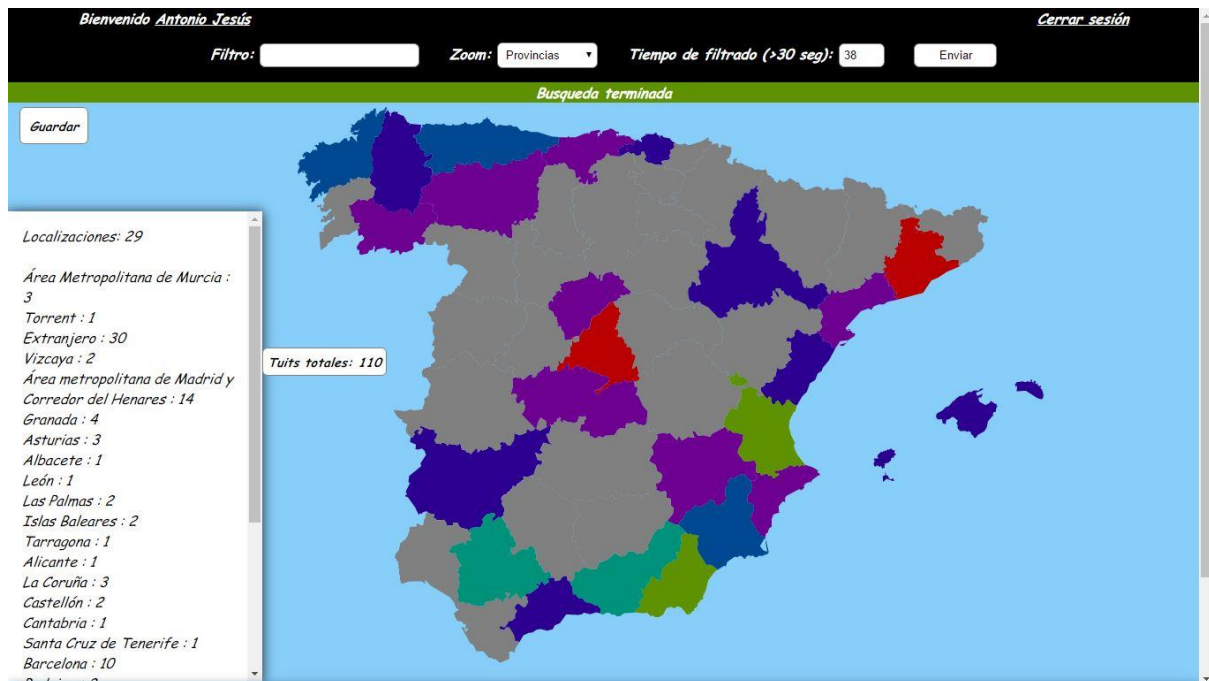 Bienvenido Antonio Jesús
Cerrar sesión
Filtro:
Zoom: Provincias
Tiempo de filtrado (>30 seg): 38
Enviar
Busqueda terminada
Guardar
Localizaciones: 29
Área Metropolitana de Murcia :
3
Torrent : 1
Extranjero : 30
Vizcaya : 2
Área metropolitana de Madrid y
Corredor del Henares : 14
Granada : 4
Asturias : 3
Albacete : 1
León : 1
Las Palmas : 2
Islas Baleares : 2
Tarragona : 1
Alicante : 1
La Coruña : 3
Castellón : 2
Cantabria : 1
Santa Cruz de Tenerife : 1
Barcelona : 10
Tuits totales: 110